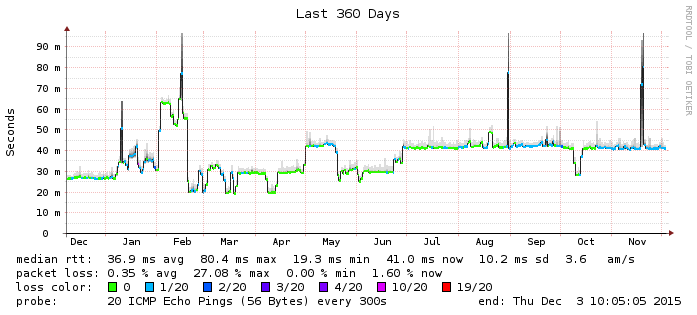 Last 360 Days
RRDTOOL / TOBI OETIKER
Seconds
90 m
80 m
70 m
60 m
50 m
40 m
30 m
20 m
10 m
0
Dec Jan Feb Mar Apr May Jun Jul Aug Sep Oct Nov
median rtt: 36.9 ms avg 80.4 ms max 19.3 ms min 41.0 ms now 10.2 ms sd 3.6 am/s
packet loss: 0.35 % avg 27.08 % max 0.00 % min 1.60 % now
loss color: 0 1/20 2/20 3/20 4/20 10/20 19/20
probe: 20 ICMP Echo Pings (56 Bytes) every 300s end: Thu Dec 3 10:05:05 2015